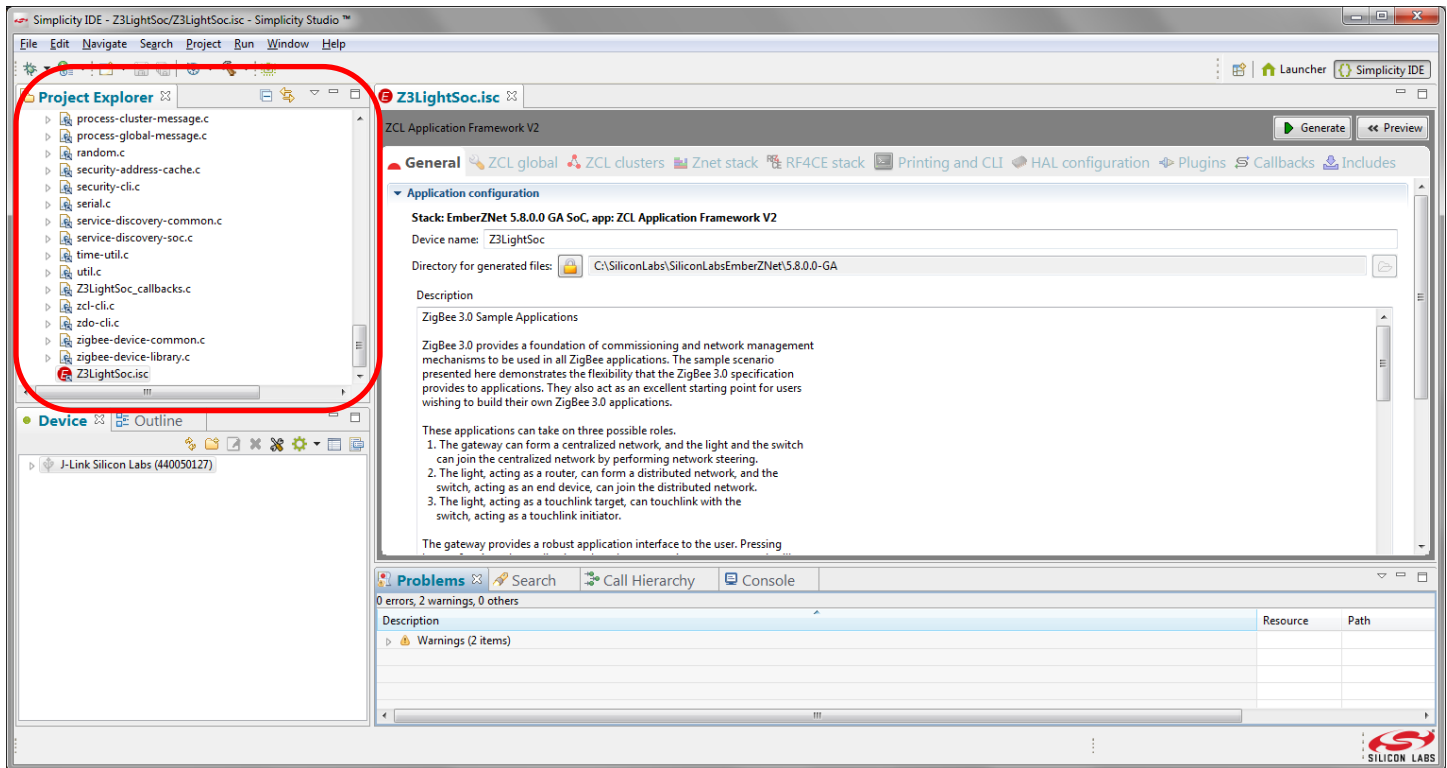 Simplicity IDE - Z3LightSoc/Z3LightSoc.isc - Simplicity Studio ™
File Edit Navigate Search Project Run Window Help
Launcher
Simplicity IDE
Project Explorer
process-cluster-message.c
process-global-message.c
random.c
security-address-cache.c
security-cli.c
serial.c
service-discovery-common.c
service-discovery-soc.c
time-util.c
util.c
Z3LightSoc_callbacks.c
zcl-cli.c
zdo-cli.c
zigbee-device-common.c
zigbee-device-library.c
Z3LightSoc.isc
Device
Outline
J-Link Silicon Labs (440050127)
Z3LightSoc.isc
ZCL Application Framework V2
Generate
Preview
General ZCL global ZCL clusters Znet stack RF4CE stack Printing and CLI HAL configuration Plugins Callbacks Includes
Application configuration
Stack: EmberZNet 5.8.0.0 GA SoC, app: ZCL Application Framework V2
Device name: Z3LightSoc
Directory for generated files: C:\SiliconLabs\SiliconLabsEmberZNet\5.8.0.0-GA
Description
ZigBee 3.0 Sample Applications
ZigBee 3.0 provides a foundation of commissioning and network management
mechanisms to be used in all ZigBee applications. The sample scenario
presented here demonstrates the flexibility that the ZigBee 3.0 specification
provides to applications. They also act as an excellent starting point for users
wishing to build their own ZigBee 3.0 applications.
These applications can take on three possible roles.
1. The gateway can form a centralized network, and the light and the switch
can join the centralized network by performing network steering.
2. The light, acting as a router, can form a distributed network, and the
switch, acting as an end device, can join the distributed network.
3. The light, acting as a touchlink target, can touchlink with the
switch, acting as a touchlink initiator.
The gateway provides a robust application interface to the user. Pressing
Problems Search Call Hierarchy Console
0 errors, 2 warnings, 0 others
Description Resource Path
Warnings (2 items)
SILICON LABS